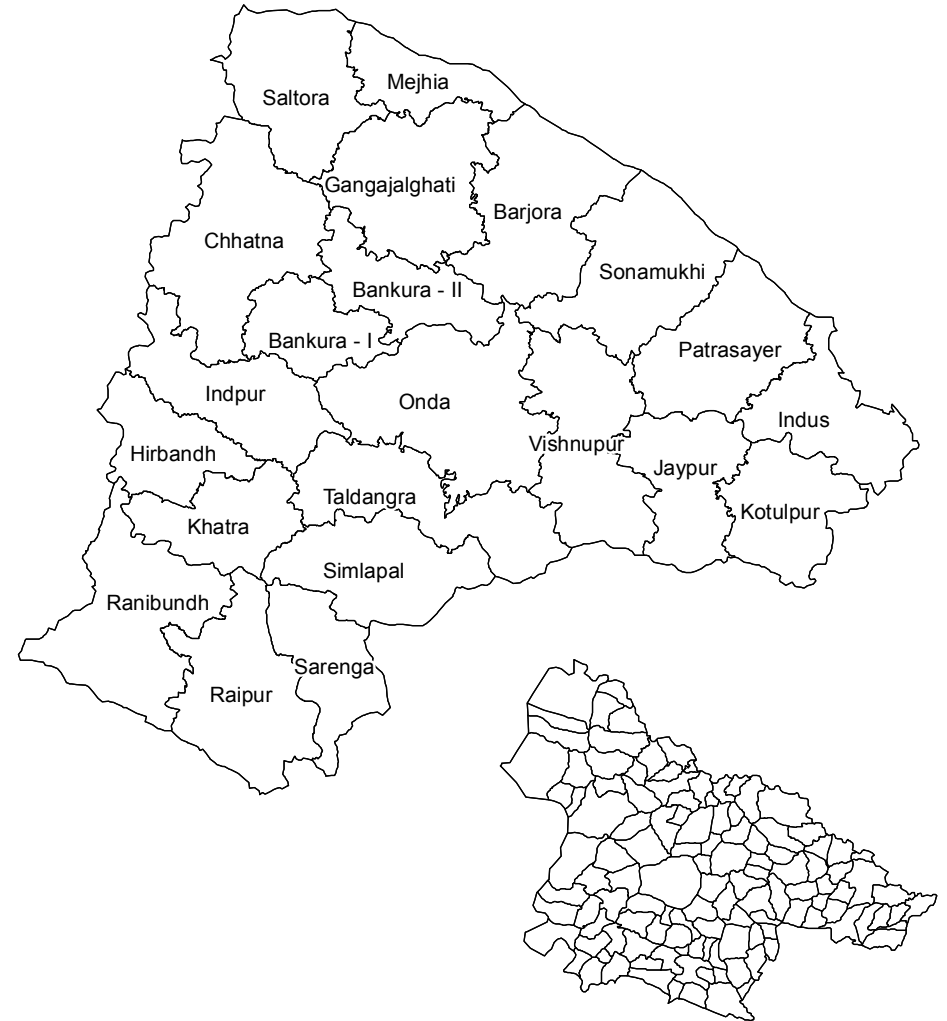 Mejhia
Saltora
Gangajalghati
Barjora
Chhatna
Sonamukhi
Bankura - II
Bankura - I
Patrasayer
Indpur
Onda
Indus
Vishnupur
Hirbandh
Jaypur
Taldangra
Kotulpur
Khatra
Simlapal
Ranibundh
Sarenga
Raipur